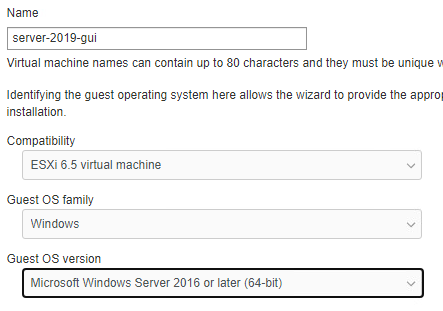 Name
server-2019-gui
Virtual machine names can contain up to 80 characters and they must be unique w
Identifying the guest operating system here allows the wizard to provide the approp
installation.
Compatibility
ESXi 6.5 virtual machine
Guest OS family
Windows
Guest OS version
Microsoft Windows Server 2016 or later (64-bit)